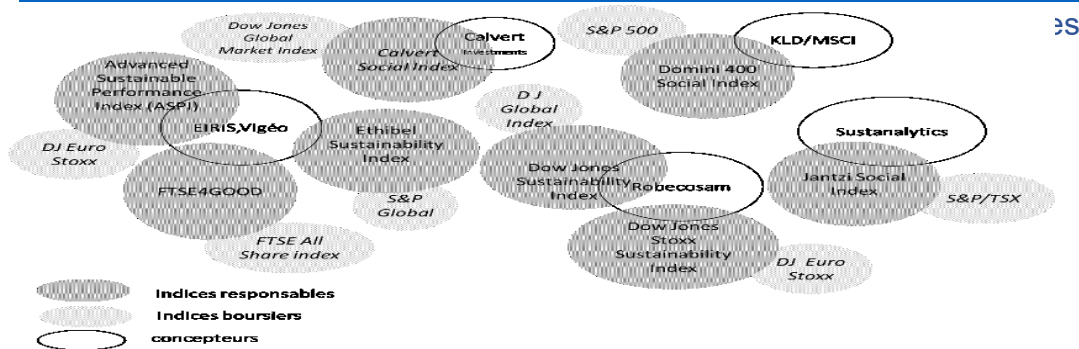 es
Dow Jones
Global
Market Index
Calvert
Social Index
Calvert
Investments
S&P 500
KLD/MSCI
Domini 400
Social Index
Advanced
Sustainable
Performance
Index (ASPI)
EIRIS,Vigéo
DJ Euro
Stoxx
FTSE4GOOD
Ethibel
Sustainability
Index
D J
Global
Index
Dow Jones
Sustainability
Index
Robecosam
Sustanalytics
Jantzi Social
Index
S&P/TSX
S&P
Global
FTSE All
Share index
Dow Jones
Stoxx
Sustainability
Index
DJ Euro
Stoxx
Indices responsables
Indices boursiers
concepteurs